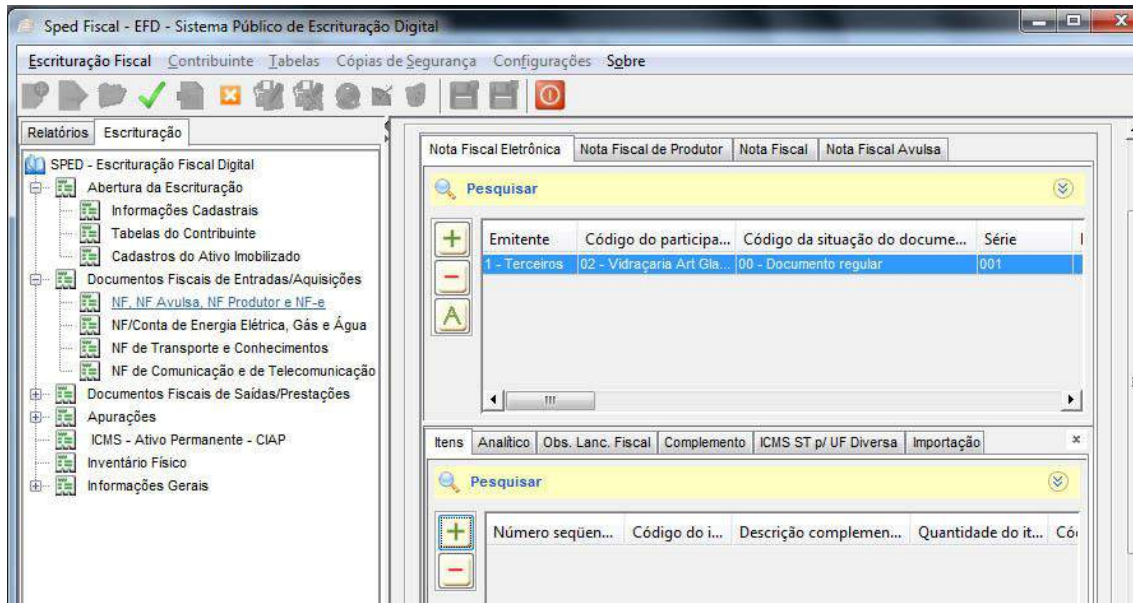 Sped Fiscal - EFD - Sistema Público de Escrituração Digital
Escrituração Fiscal Contribuinte Tabelas Cópias de Segurança Configurações Sobre
Relatórios Escrituração
SPED - Escrituração Fiscal Digital
Abertura da Escrituração
Informações Cadastrais
Tabelas do Contribuinte
Cadastros do Ativo Imobilizado
Documentos Fiscais de Entradas/Aquisições
NF, NF Avulsa, NF Produtor e NF-e
NF/Conta de Energia Elétrica, Gás e Água
NF de Transporte e Conhecimentos
NF de Comunicação e de Telecomunicação
Documentos Fiscais de Saídas/Prestações
Apurações
ICMS - Ativo Permanente - CIAP
Inventário Físico
Informações Gerais
Nota Fiscal Eletrônica Nota Fiscal de Produtor Nota Fiscal Nota Fiscal Avulsa
Pesquisar
Emitente Código do participa... Código da situação do docume... Série
1 - Terceiros 02 - Vidraçaria Art Gla... 00 - Documento regular 001
A
Itens Analítico Obs. Lanc. Fiscal Complemento ICMS ST p/ UF Diversa Importação
Pesquisar
Número seqüen... Código do i... Descrição complemen... Quantidade do it... Có